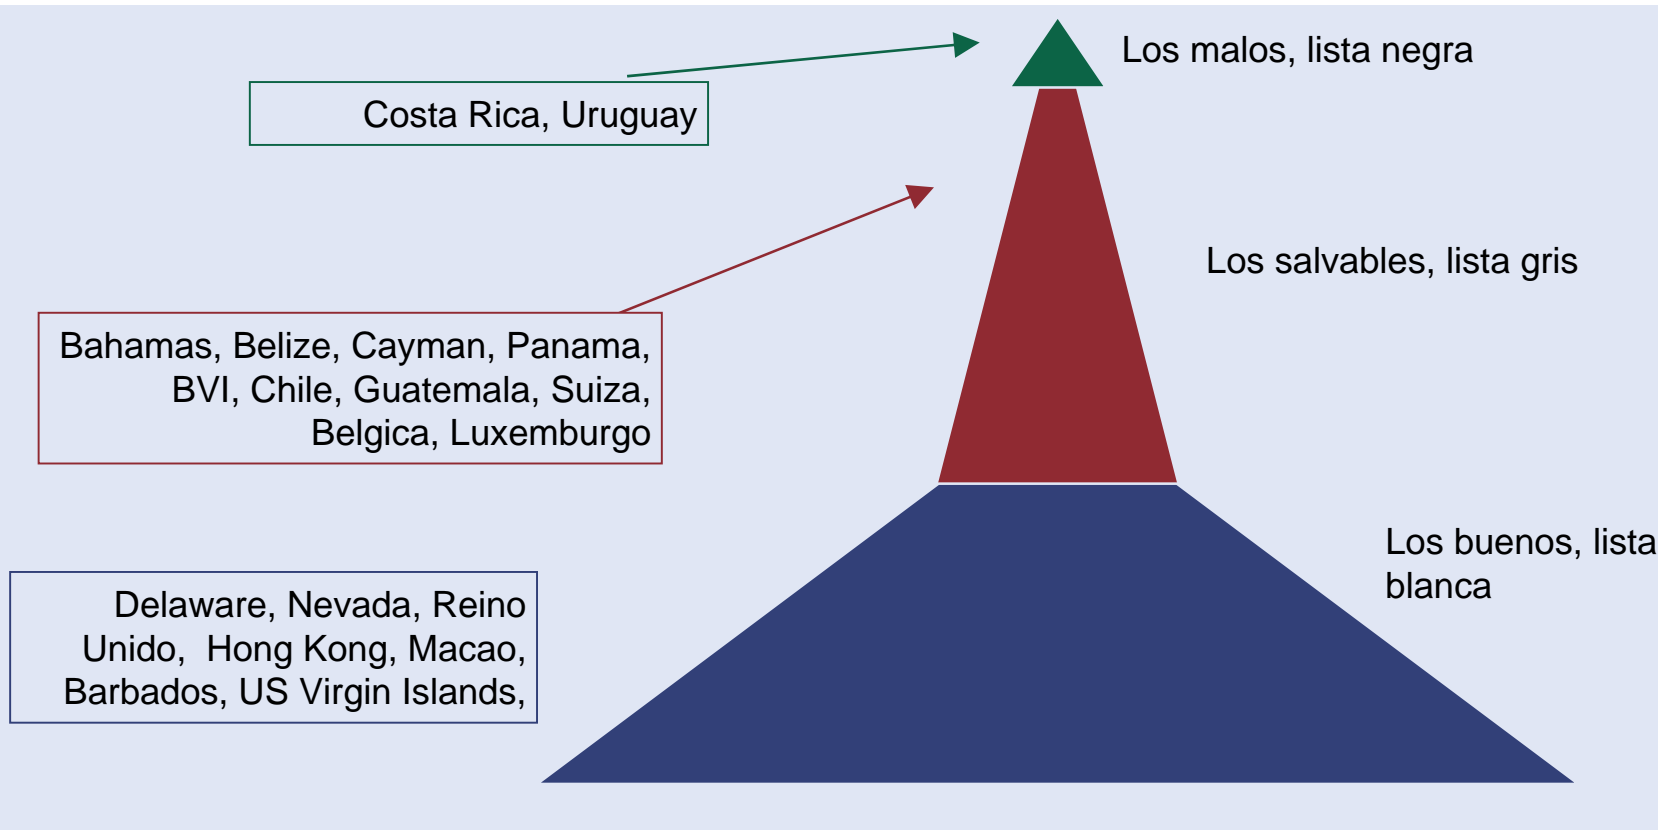 Los malos, lista negra
Costa Rica, Uruguay
Los salvables, lista gris
Bahamas, Belize, Cayman, Panama,
BVI, Chile, Guatemala, Suiza,
Belgica, Luxemburgo
Los buenos, lista
blanca
Delaware, Nevada, Reino
Unido,  Hong Kong, Macao,
Barbados, US Virgin Islands,